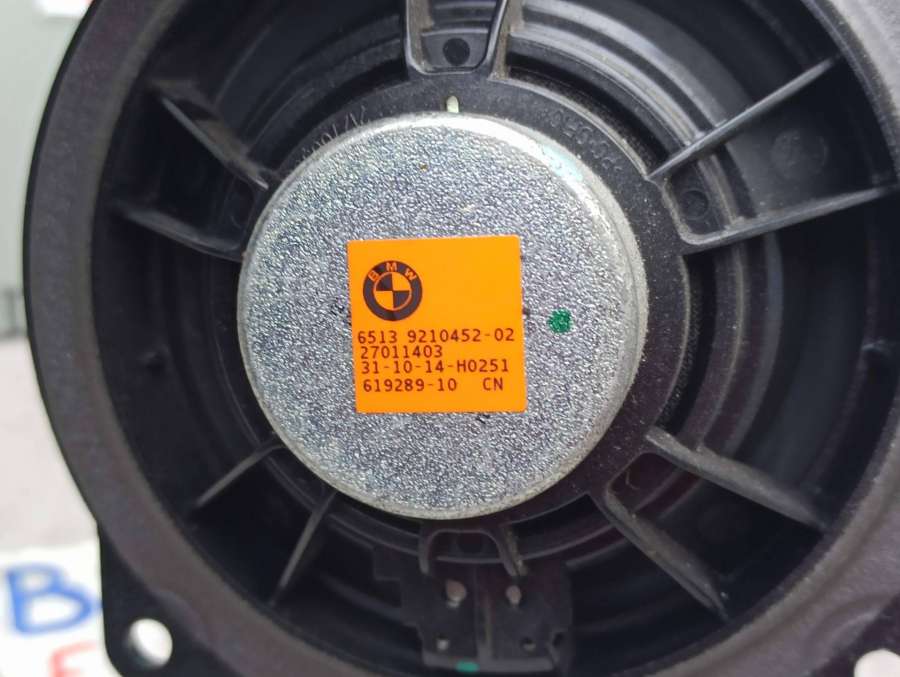 BMW
6513 9210452-02
27011403
31-10-14-H0251
619289-10 CN
B